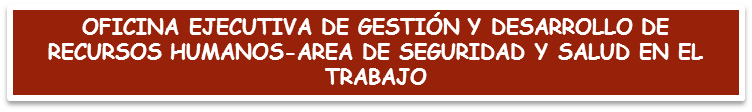 OFICINA EJECUTIVA DE GESTIÓN Y DESARROLLO DE
RECURSOS HUMANOS-AREA DE SEGURIDAD Y SALUD EN EL
TRABAJO